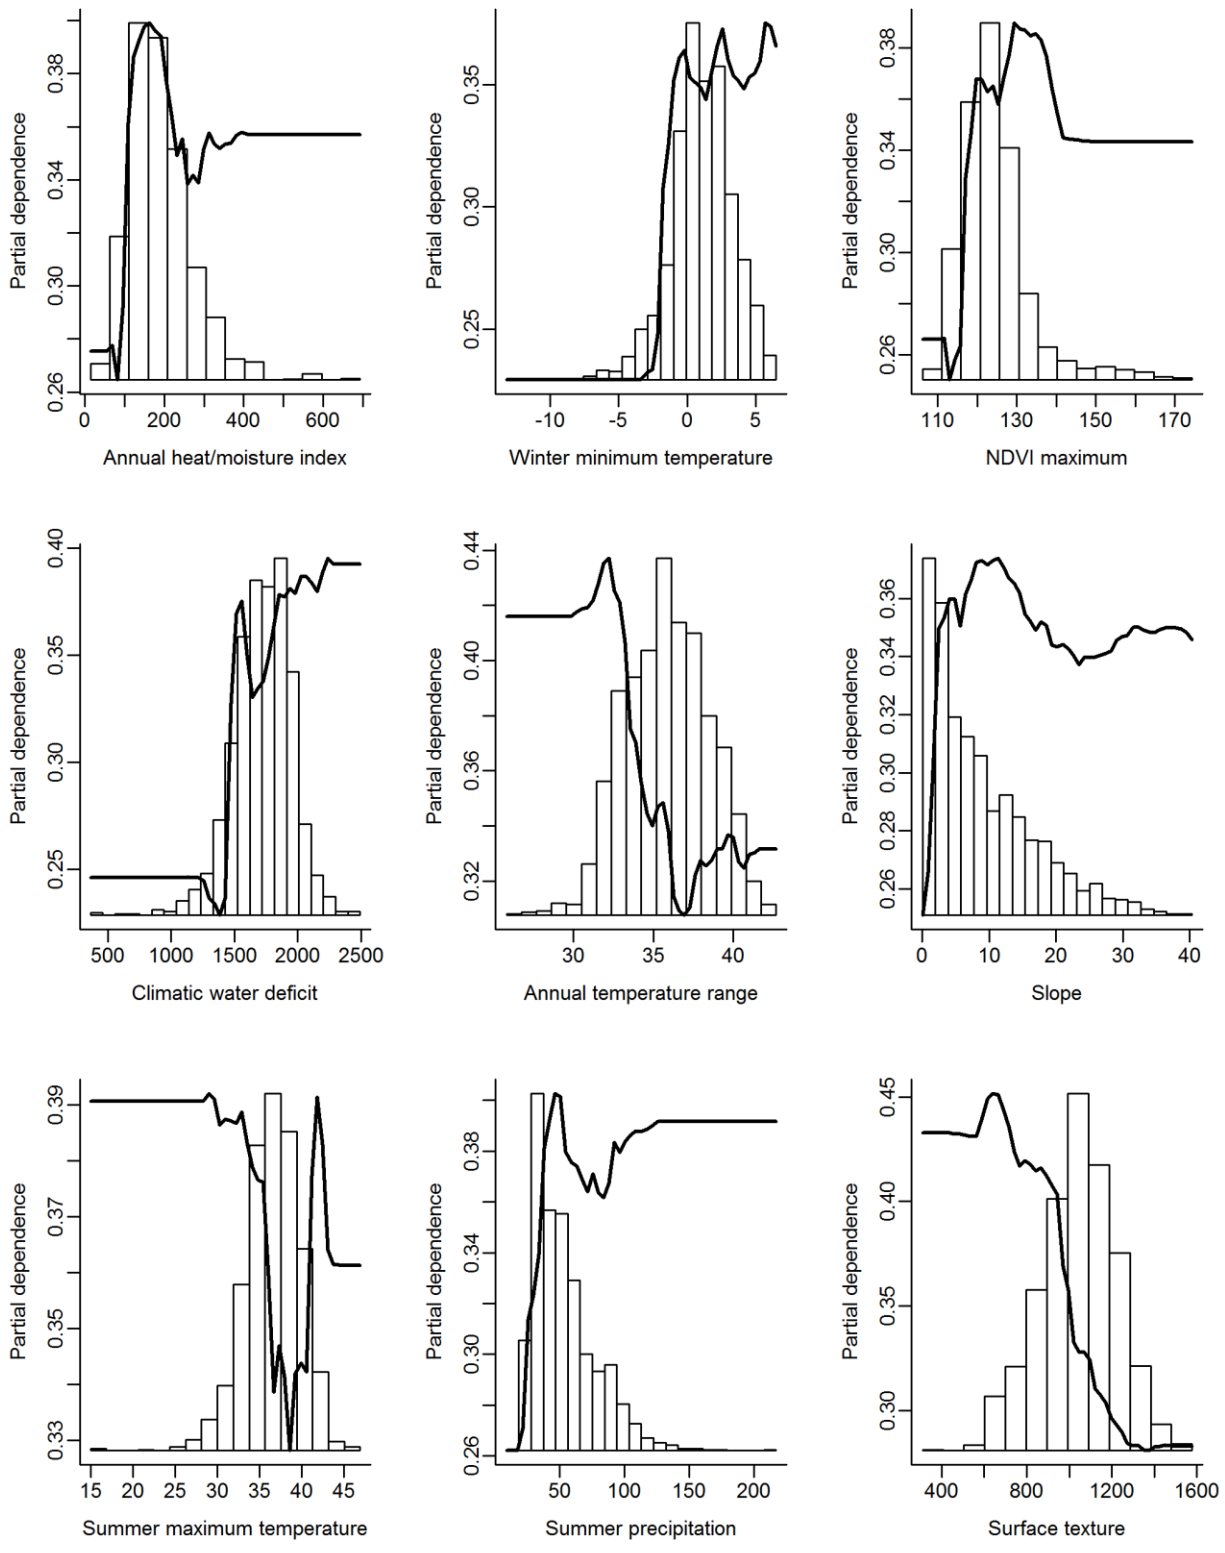 Partial dependence
0.26 0.30 0.34 0.38
0 200 400 600
Annual heat/moisture index
Partial dependence
0.25 0.30 0.35
-10 -5 0 5
Winter minimum temperature
Partial dependence
0.26 0.30 0.34 0.38
110 130 150 170
NDVI maximum
Partial dependence
0.25 0.30 0.35 0.40
500 1000 1500 2000 2500
Climatic water deficit
Partial dependence
0.32 0.36 0.40 0.44
30 35 40
Annual temperature range
Partial dependence
0.26 0.28 0.30 0.32 0.34 0.36
0 10 20 30 40
Slope
Partial dependence
0.33 0.35 0.37 0.39
15 20 25 30 35 40 45
Summer maximum temperature
Partial dependence
0.26 0.30 0.34 0.38
50 100 150 200
Summer precipitation
Partial dependence
0.30 0.35 0.40 0.45
400 800 1200 1600
Surface texture